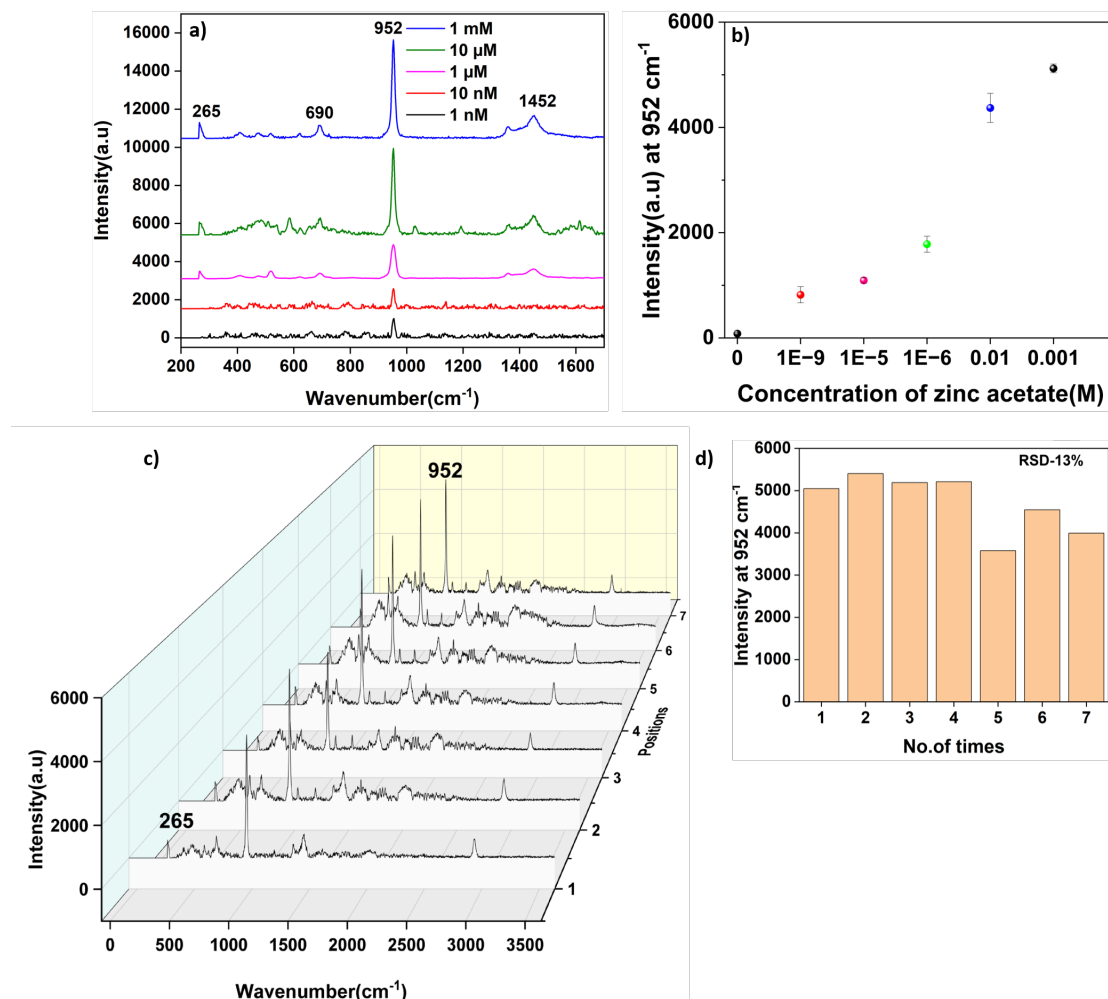 a)
16000
14000
12000
10000
8000
6000
4000
2000
0
Intensity(a.u)
952
265
690
1452
1 mM
10 µM
1 µM
10 nM
1 nM
200 400 600 800 1000 1200 1400 1600
Wavenumber(cm⁻¹)
b)
6000
4000
2000
0
Intensity(a.u) at 952 cm⁻¹
0 1E−9 1E−5 1E−6 0.01 0.001
Concentration of zinc acetate(M)
c)
952
265
6000
4000
2000
0
Intensity(a.u)
7
6
5
4
3
2
1
Positions
0 500 1000 1500 2000 2500 3000 3500
Wavenumber(cm⁻¹)
d)
RSD-13%
6000
5000
4000
3000
2000
1000
0
Intensity at 952 cm⁻¹
1 2 3 4 5 6 7
No.of times